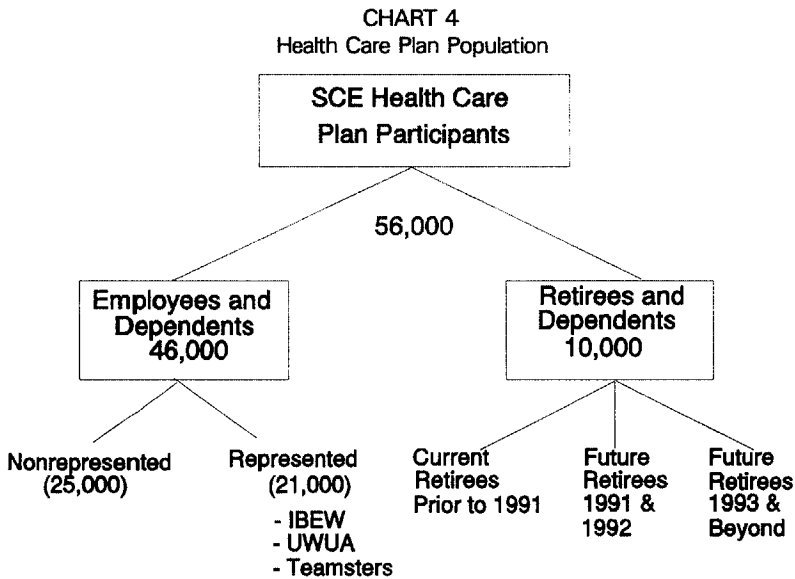 CHART 4
Health Care Plan Population
SCE Health Care
Plan Participants
56,000
Employees and
Dependents
46,000
Retirees and
Dependents
10,000
Nonrepresented
(25,000)
Represented
(21,000)
- IBEW
- UWUA
- Teamsters
Current
Retirees
Prior to 1991
Future
Retirees
1991 &
1992
Future
Retirees
1993 &
Beyond